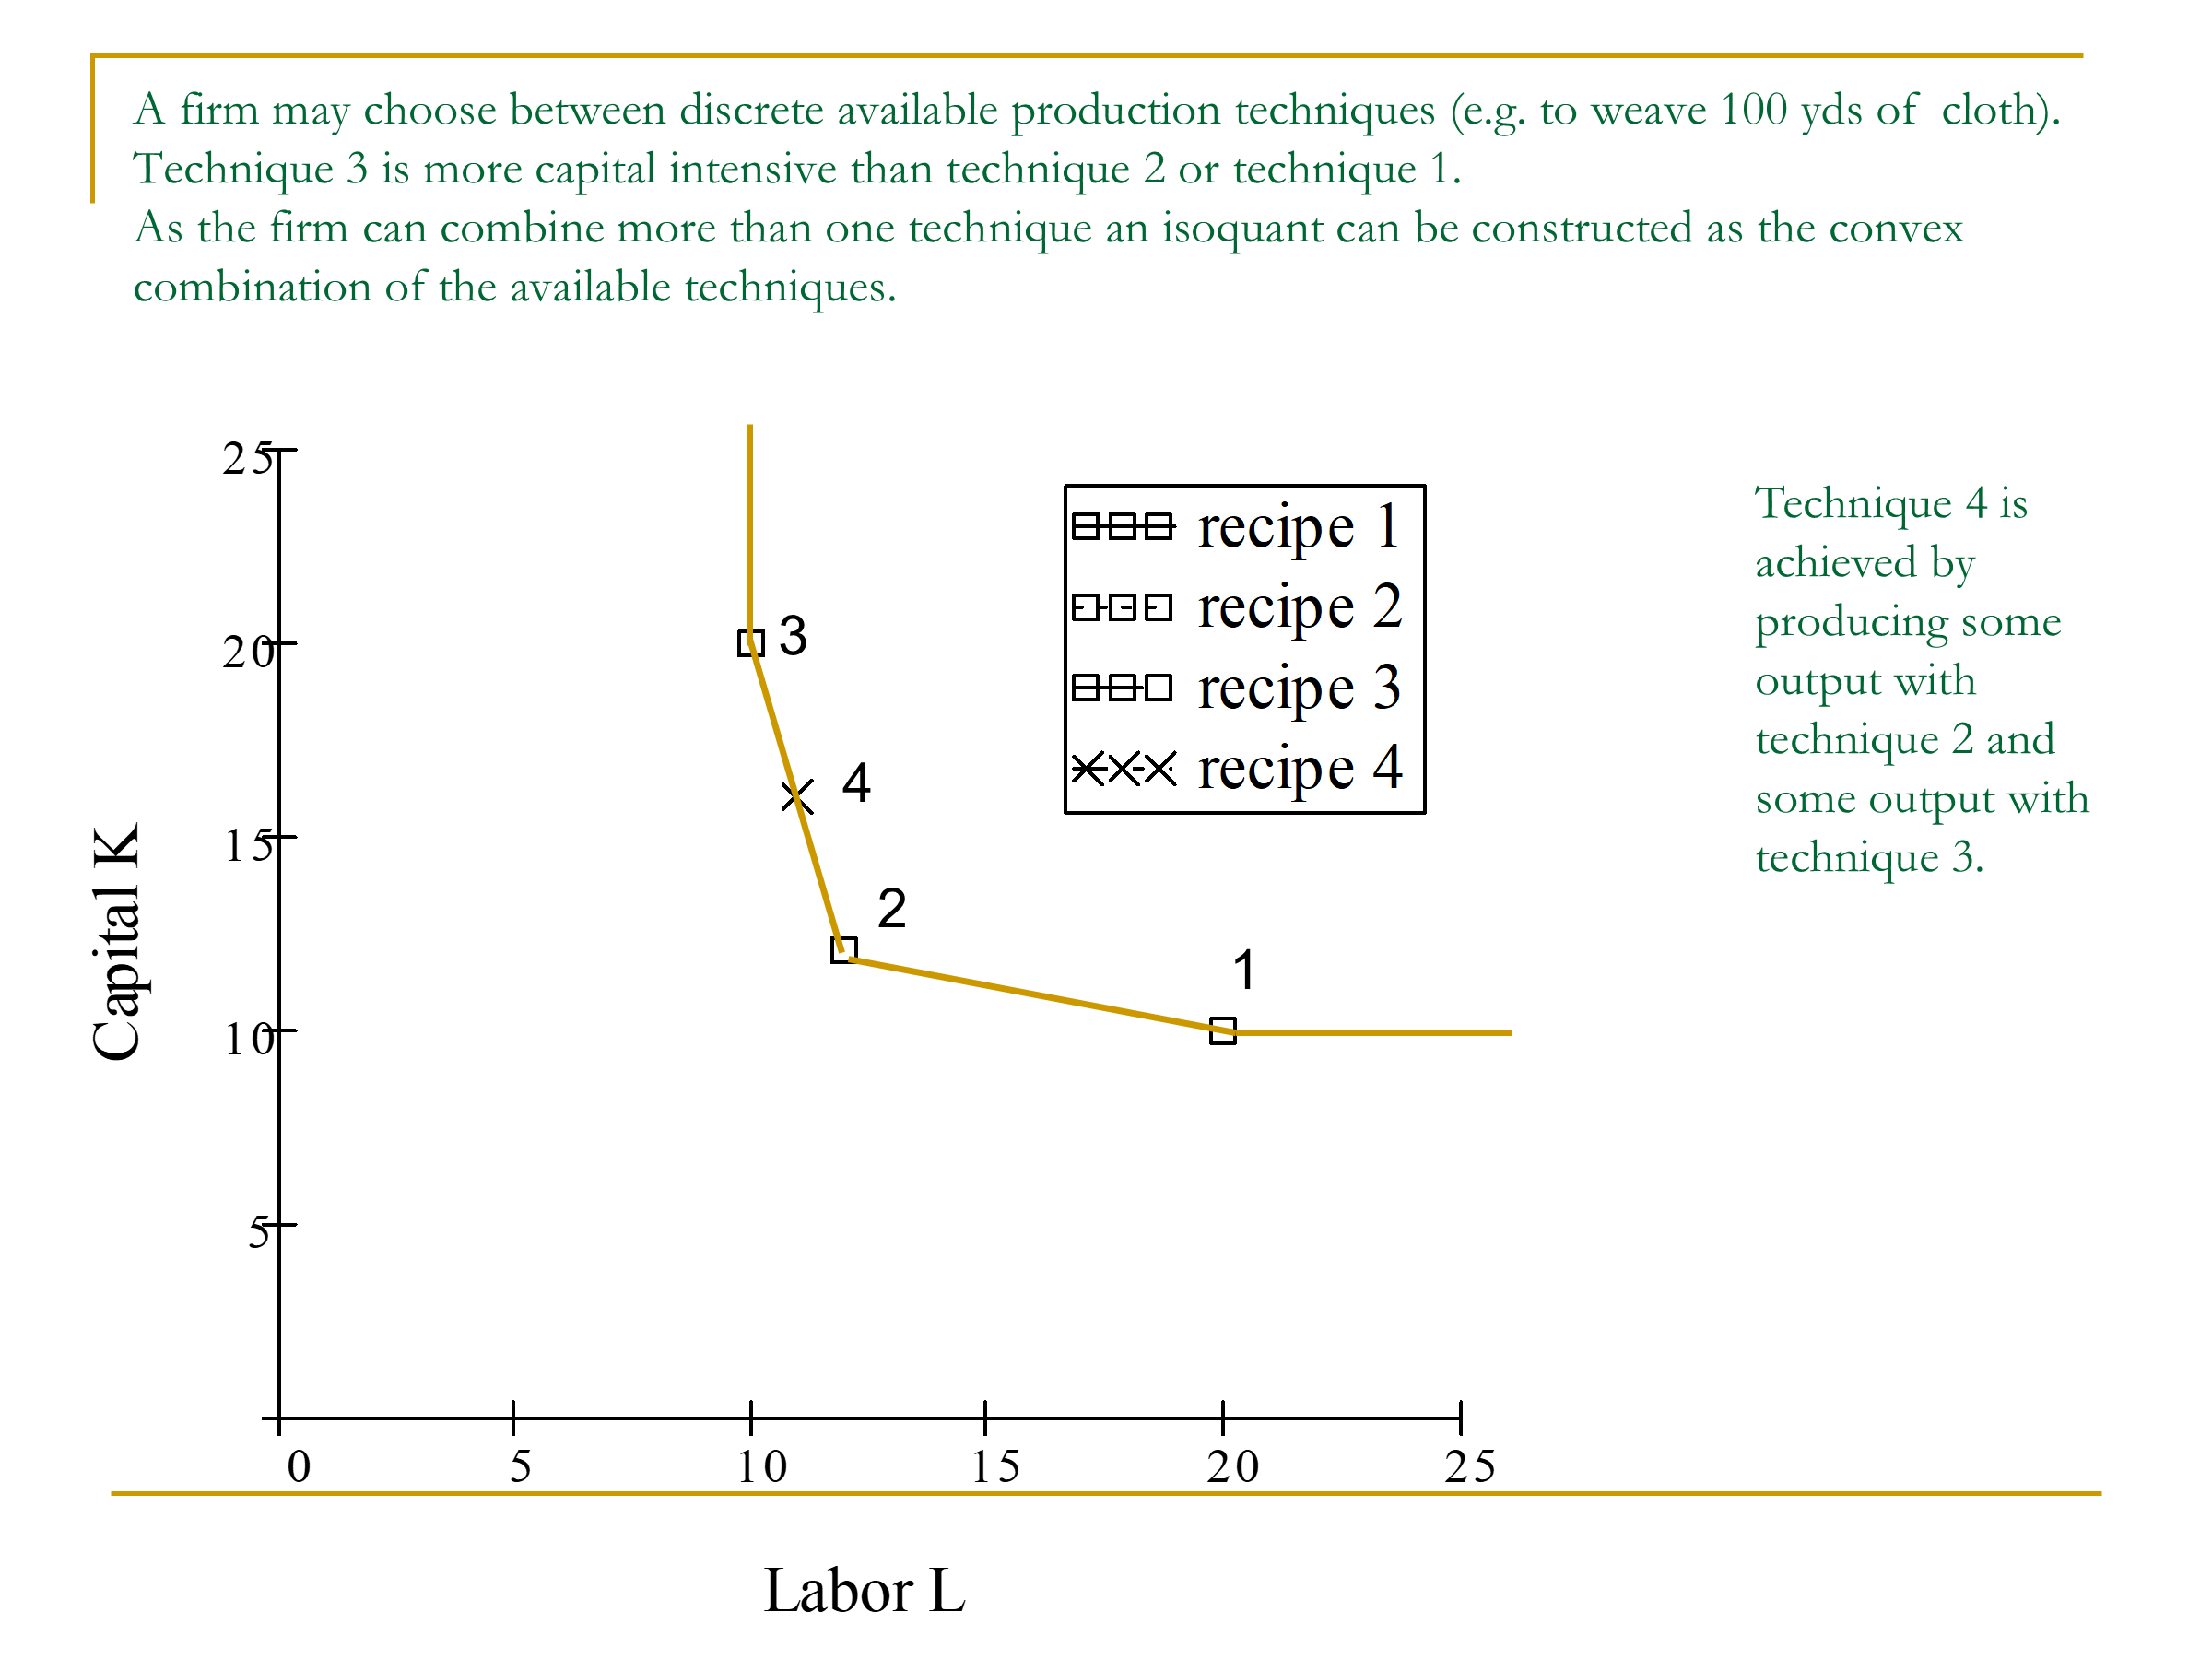 A firm may choose between discrete available production techniques (e.g. to weave 100 yds of  cloth).
Technique 3 is more capital intensive than technique 2 or technique 1.
As the firm can combine more than one technique an isoquant can be constructed as the convex
combination of the available techniques.
25
20
15
10
5
Capital K
3
4
2
1
recipe 1
recipe 2
recipe 3
recipe 4
Technique 4 is
achieved by
producing some
output with
technique 2 and
some output with
technique 3.
0 5 10 15 20 25
Labor L